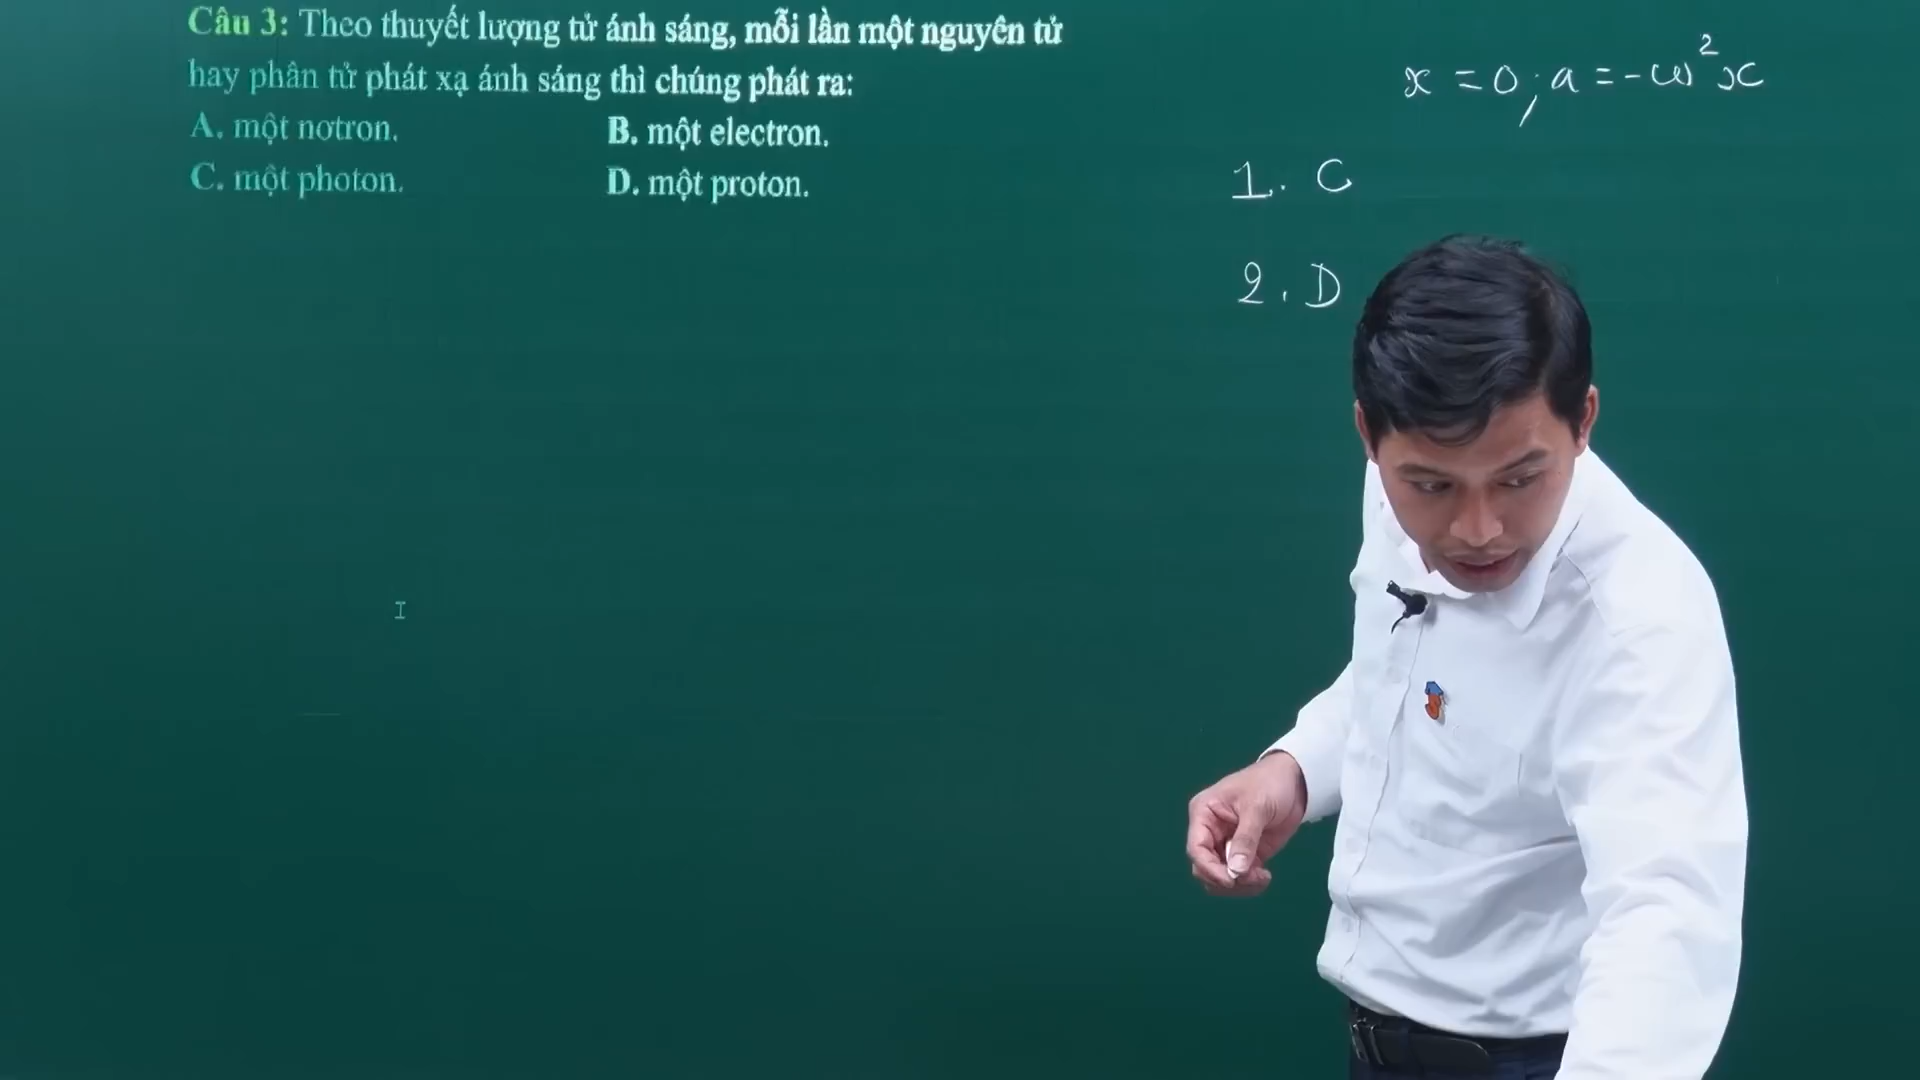 Câu 3: Theo thuyết lượng tử ánh sáng, mỗi lần một nguyên tử
hay phân tử phát xạ ánh sáng thì chúng phát ra:
A. một nơtron. B. một electron.
C. một photon. D. một proton.
x = 0; a = -ω²x
1. C
2. D